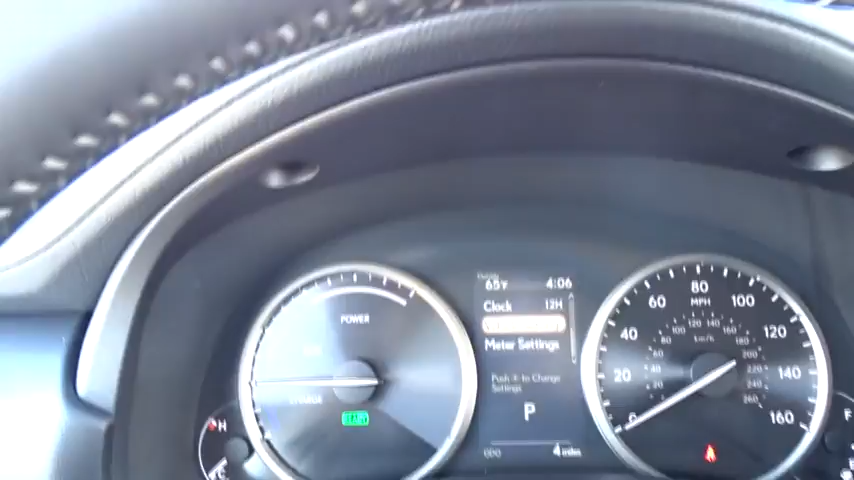 65°F 4:06
Clock 12H
Meter Settings
Push to Change
Settings
P
ODO 4 miles
POWER
H
C
MPH
km/h
0 20 40 60 80 100 120 140 160
20 40 60 80 100 120 140 160 180 200 220 240 260
F